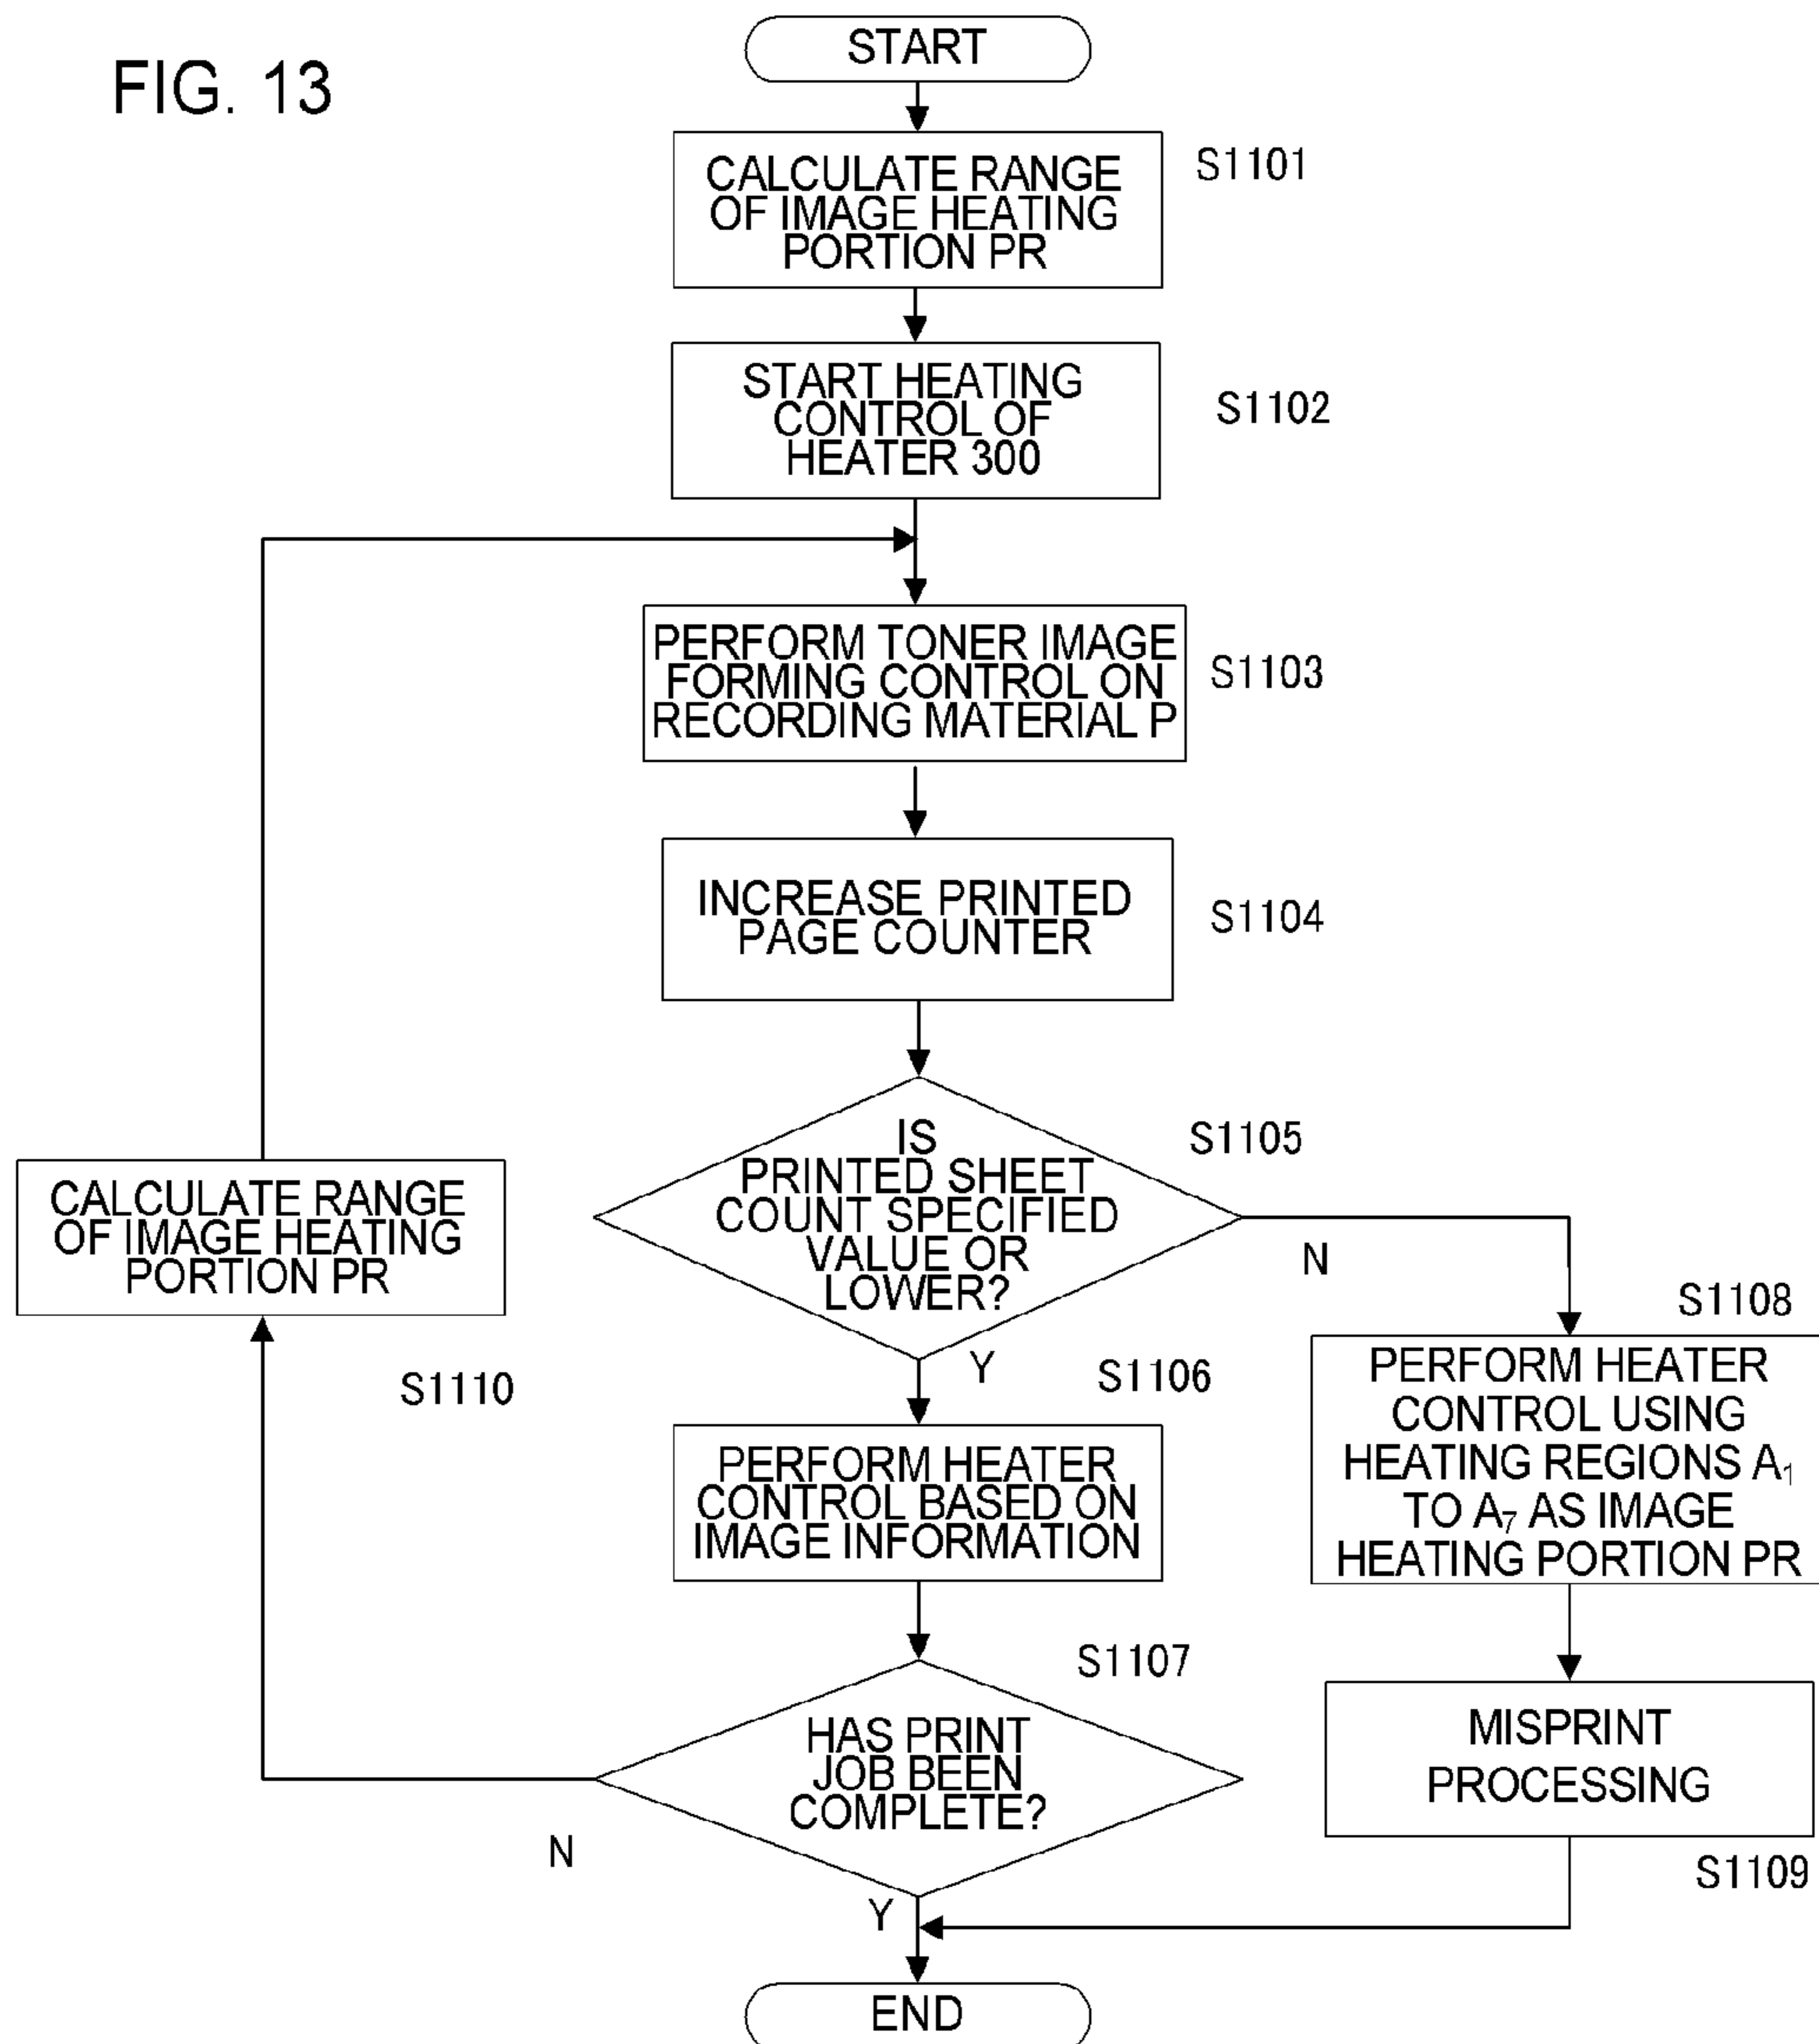 FIG. 13
START
CALCULATE RANGE
OF IMAGE HEATING
PORTION PR
S1101
START HEATING
CONTROL OF
HEATER 300
S1102
PERFORM TONER IMAGE
FORMING CONTROL ON
RECORDING MATERIAL P
S1103
INCREASE PRINTED
PAGE COUNTER
S1104
IS
PRINTED SHEET
COUNT SPECIFIED
VALUE OR
LOWER?
S1105
N
Y
S1106
PERFORM HEATER
CONTROL BASED ON
IMAGE INFORMATION
S1108
PERFORM HEATER
CONTROL USING
HEATING REGIONS A₁
TO A₇ AS IMAGE
HEATING PORTION PR
CALCULATE RANGE
OF IMAGE HEATING
PORTION PR
S1110
S1107
HAS PRINT
JOB BEEN
COMPLETE?
N
Y
MISPRINT
PROCESSING
S1109
END